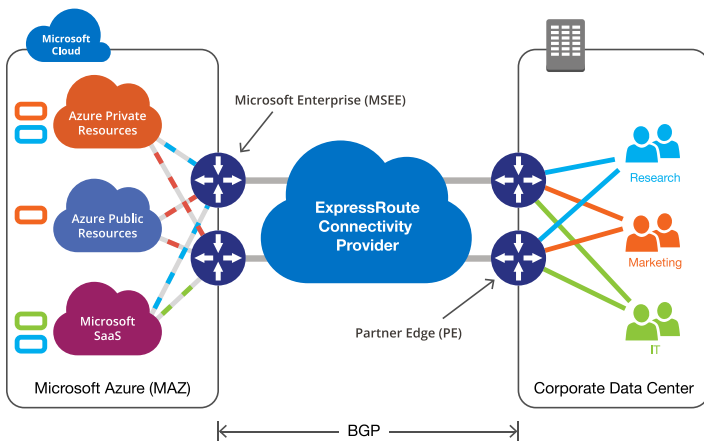 Microsoft
Cloud
Azure Private
Resources
Azure Public
Resources
Microsoft
SaaS
Microsoft Azure (MAZ)
Microsoft Enterprise (MSEE)
ExpressRoute
Connectivity
Provider
Partner Edge (PE)
BGP
Research
Marketing
IT
Corporate Data Center